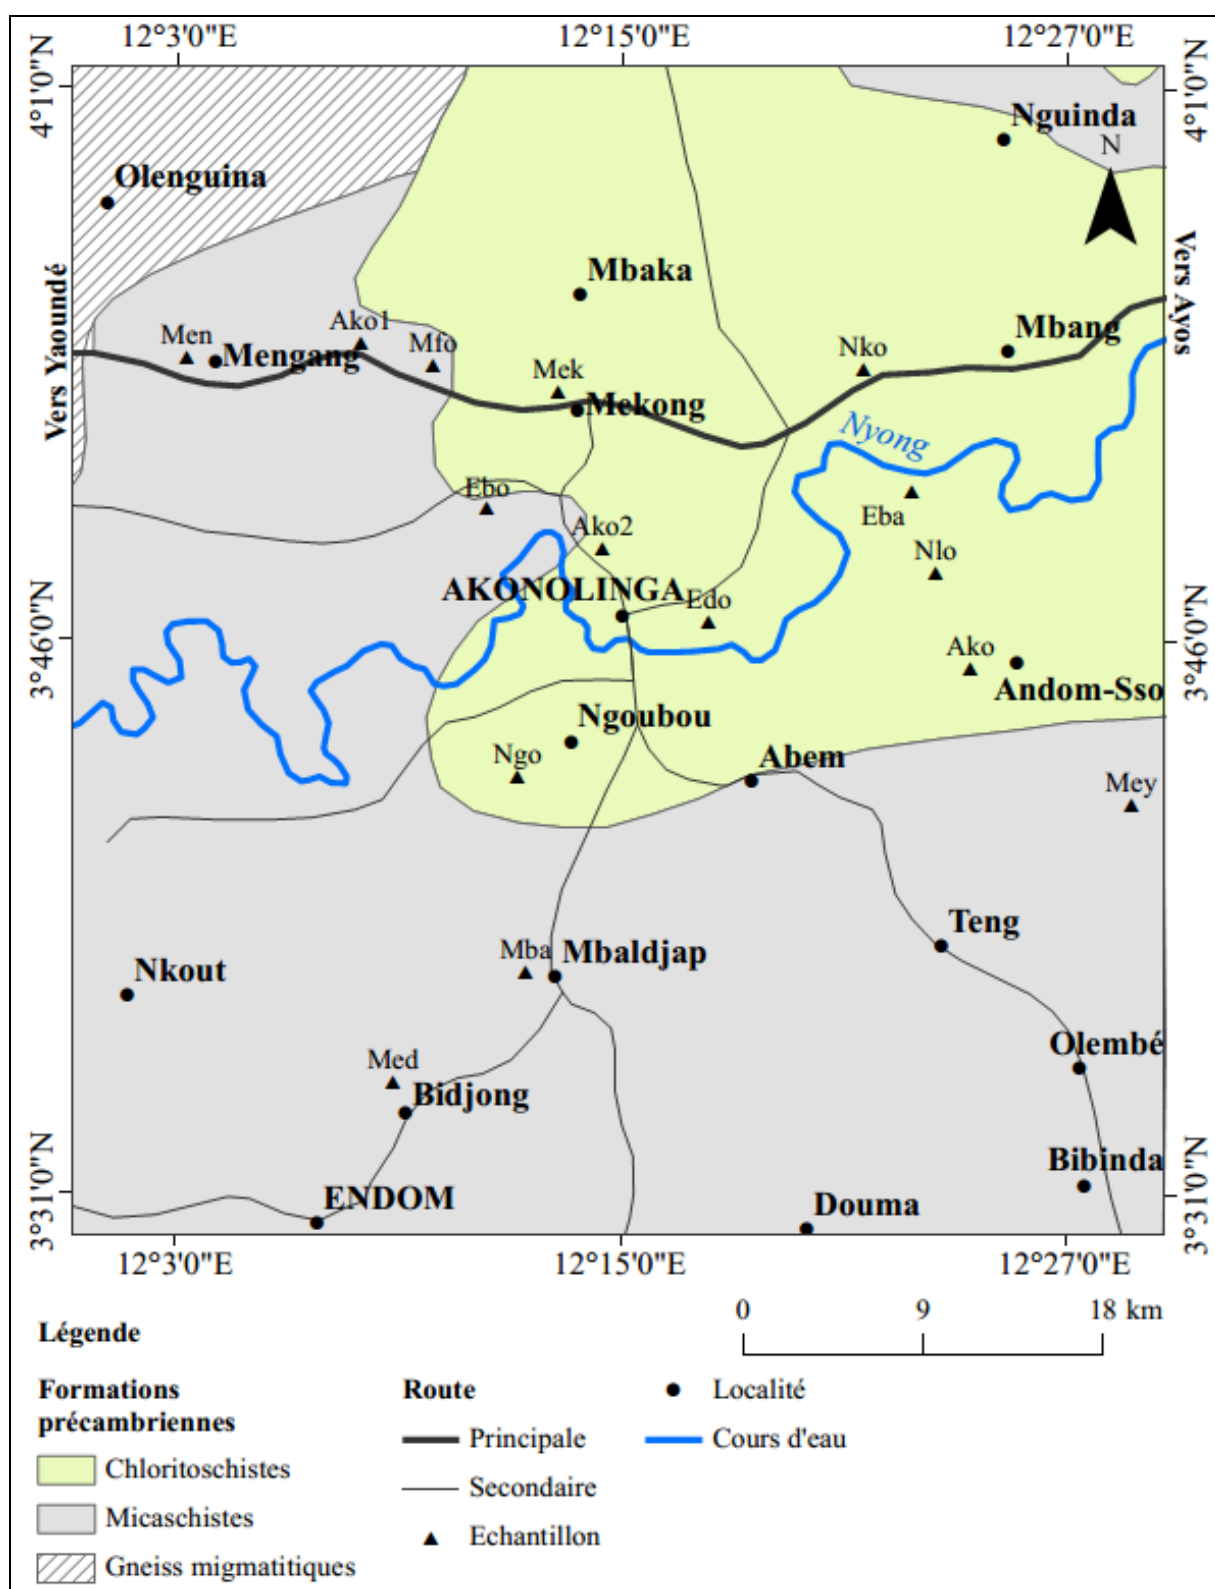 12°3'0"E
12°15'0"E
12°27'0"E
4°1'0"N
4°1'0"N
Nguinda
N
Olenguina
Vers Yaoundé
Vers Ayos
Mbaka
Men
Mengang
Ako1
Mfo
Mek
Mekong
Nko
Mbang
Nyong
Ebo
Eba
Ako2
Nlo
AKONOLINGA
Edo
3°46'0"N
3°46'0"N
Ako
Andom-Sso
Ngoubou
Ngo
Abem
Mey
Teng
Mba
Mbaldjap
Nkout
Olembé
Med
Bidjong
Bibinda
3°31'0"N
3°31'0"N
ENDOM
Douma
12°3'0"E
12°15'0"E
12°27'0"E
0
9
18 km
Légende
Formations
précambriennes
Chloritoschistes
Micaschistes
Gneiss migmatitiques
Route
Principale
Secondaire
Echantillon
Localité
Cours d'eau